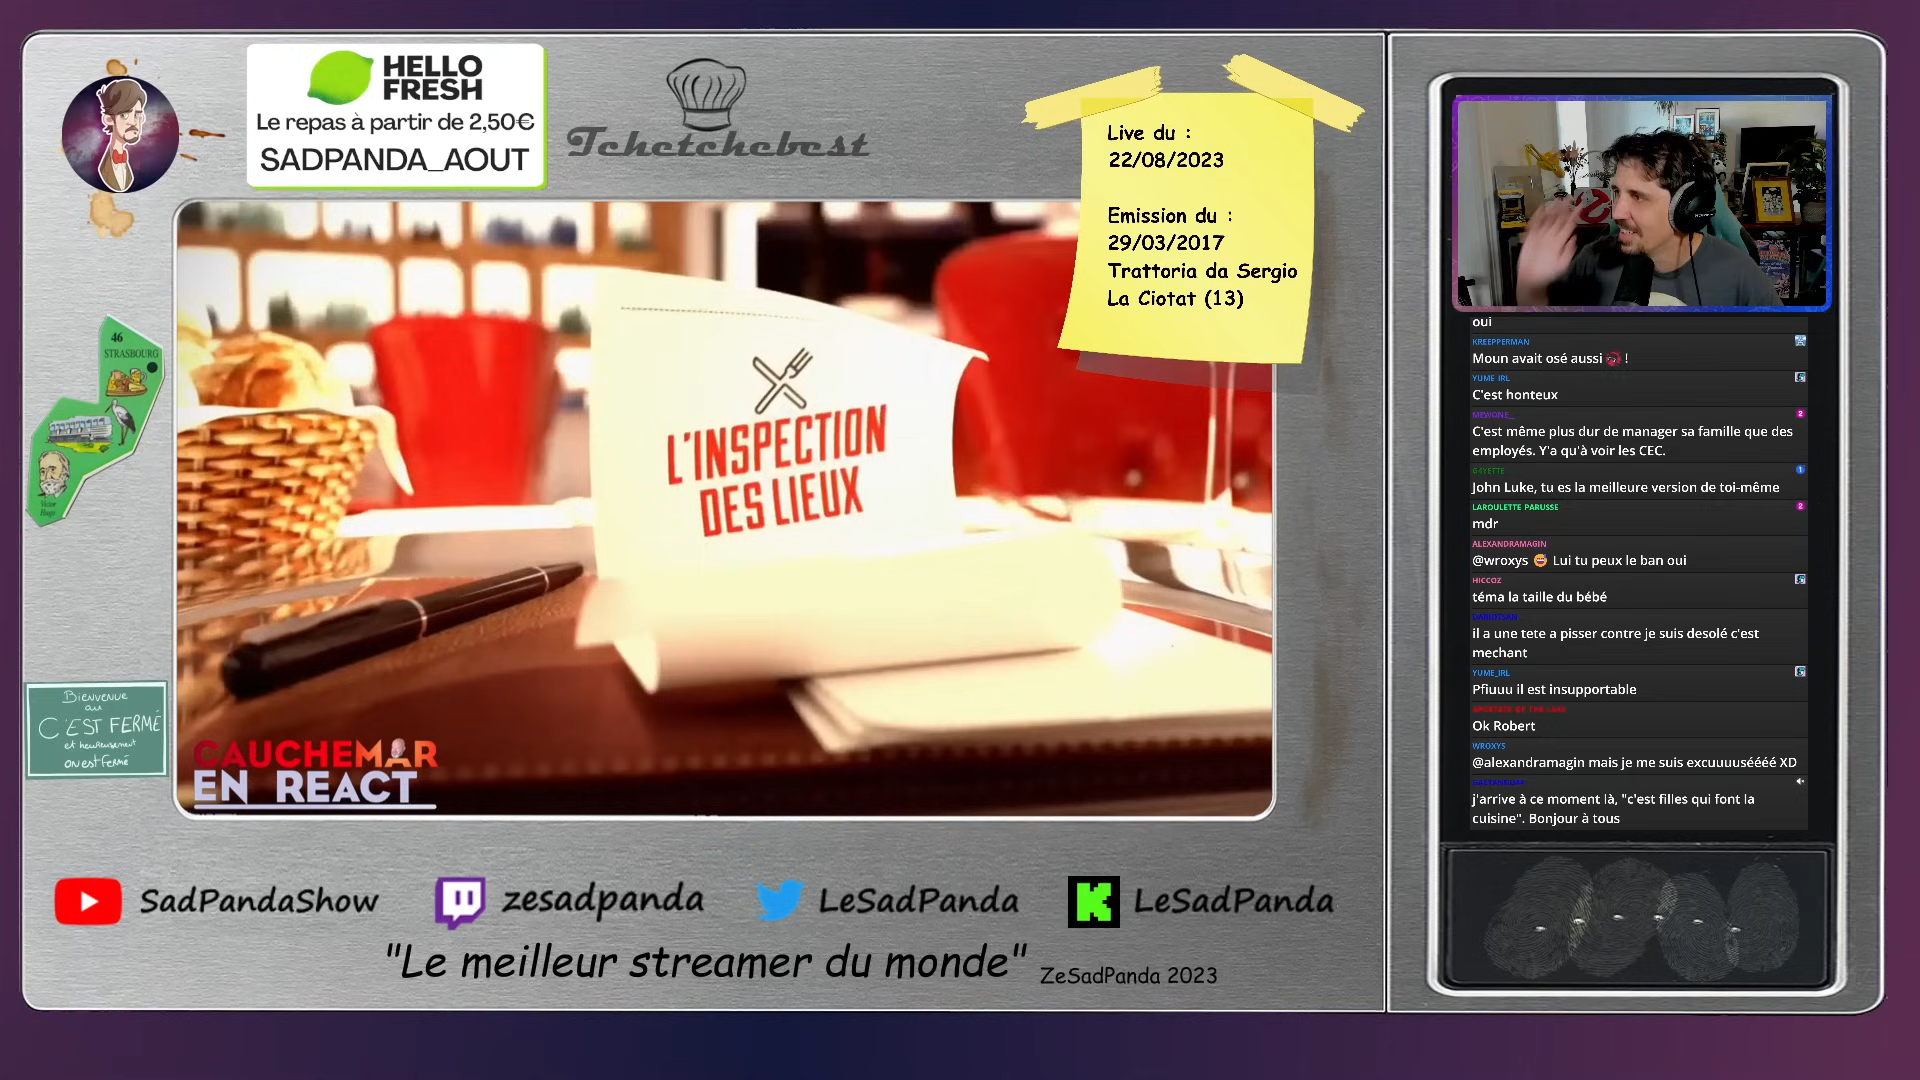 HELLO
FRESH
Le repas à partir de 2,50€
SADPANDA_AOUT
Tchetchebest
Live du :
22/08/2023
Emission du :
29/03/2017
Trattoria da Sergio
La Ciotat (13)
46
STRASBOURG
Victor
Hugo
BIENVENUE
au
C'EST FERMÉ
et heureusement
on est fermé
L'INSPECTION
DES LIEUX
CAUCHEMAR
EN REACT
oui
KREEPPERMAN
Moun avait osé aussi !
YUME_IRL
C'est honteux
MEWONE_
C'est même plus dur de manager sa famille que des
employés. Y'a qu'à voir les CEC.
G4YETTE
John Luke, tu es la meilleure version de toi-même
LAROULETTE PARUSSE
mdr
ALEXANDRAMAGIN
@wroxys 😅 Lui tu peux le ban oui
HICCOZ
téma la taille du bébé
il a une tete a pisser contre je suis desolé c'est
mechant
YUME_IRL
Pfiuuu il est insupportable
Ok Robert
WROXYS
@alexandramagin mais je me suis excuuuuséééé XD
j'arrive à ce moment là, "c'est filles qui font la
cuisine". Bonjour à tous
SadPandaShow
zesadpanda
LeSadPanda
LeSadPanda
"Le meilleur streamer du monde"
ZeSadPanda 2023